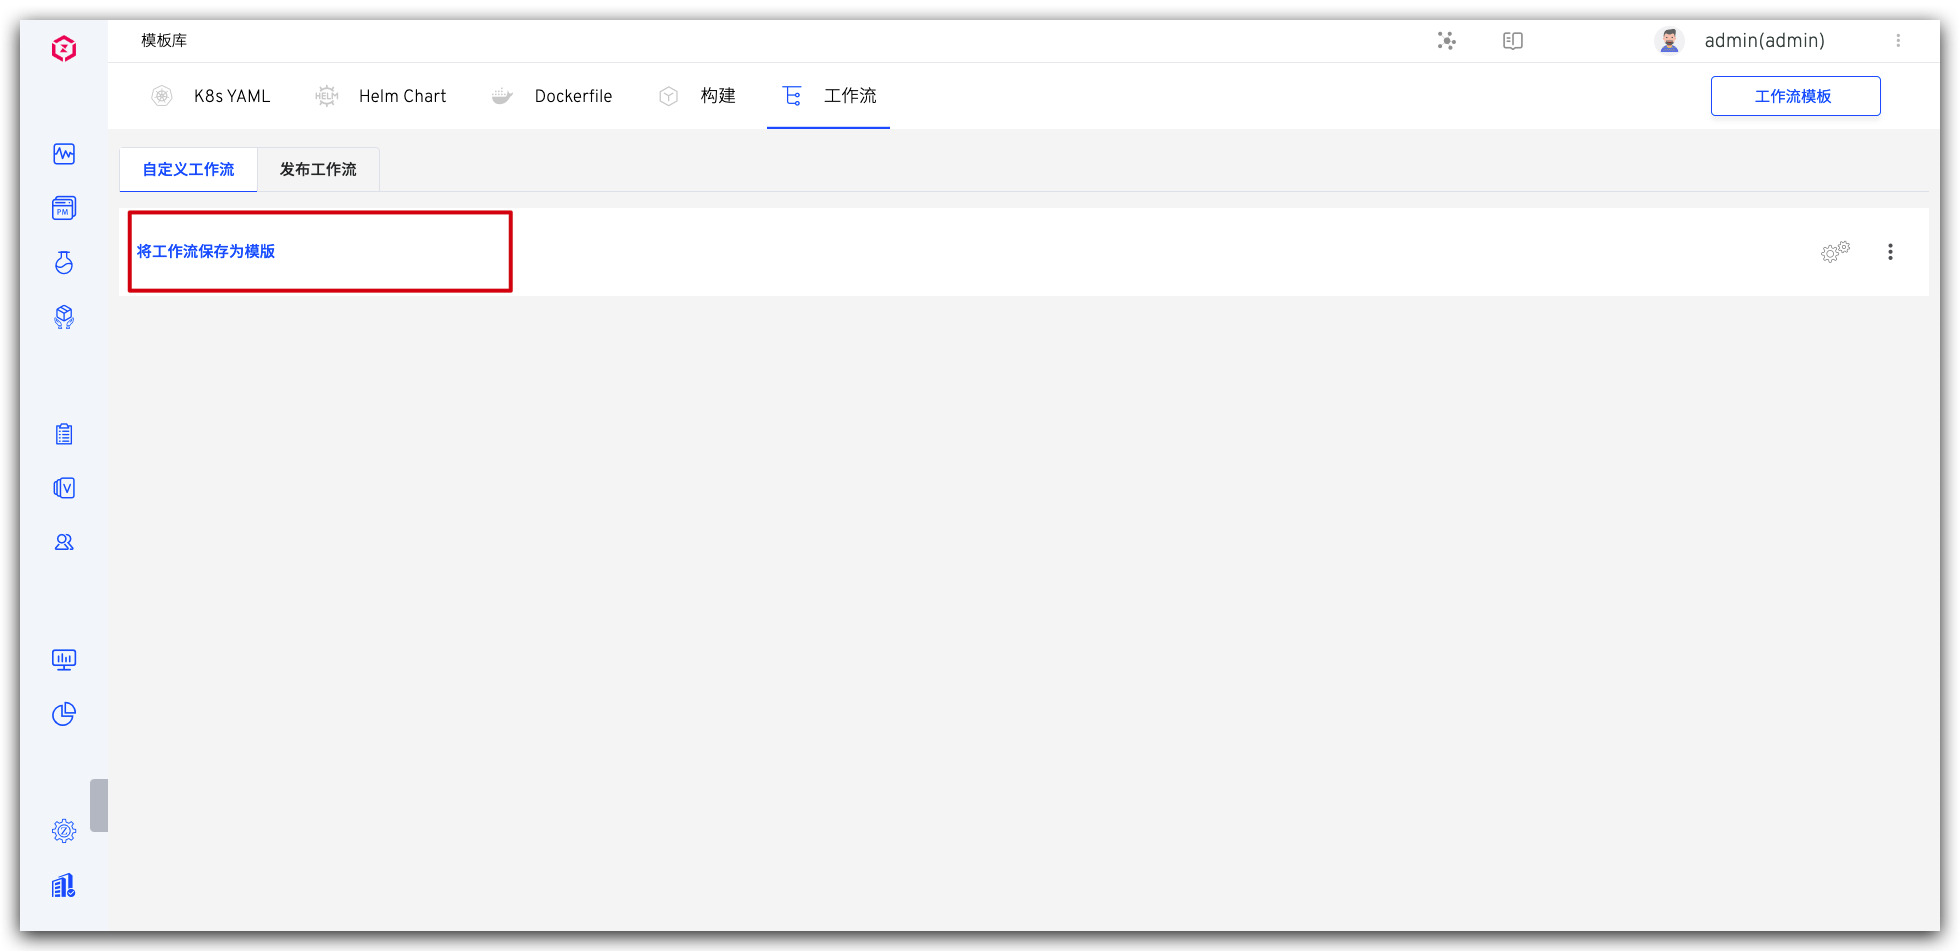 模板库
admin(admin)
K8s YAML
HELM
Helm Chart
Dockerfile
构建
工作流
工作流模板
自定义工作流
发布工作流
将工作流保存为模版
PM
V